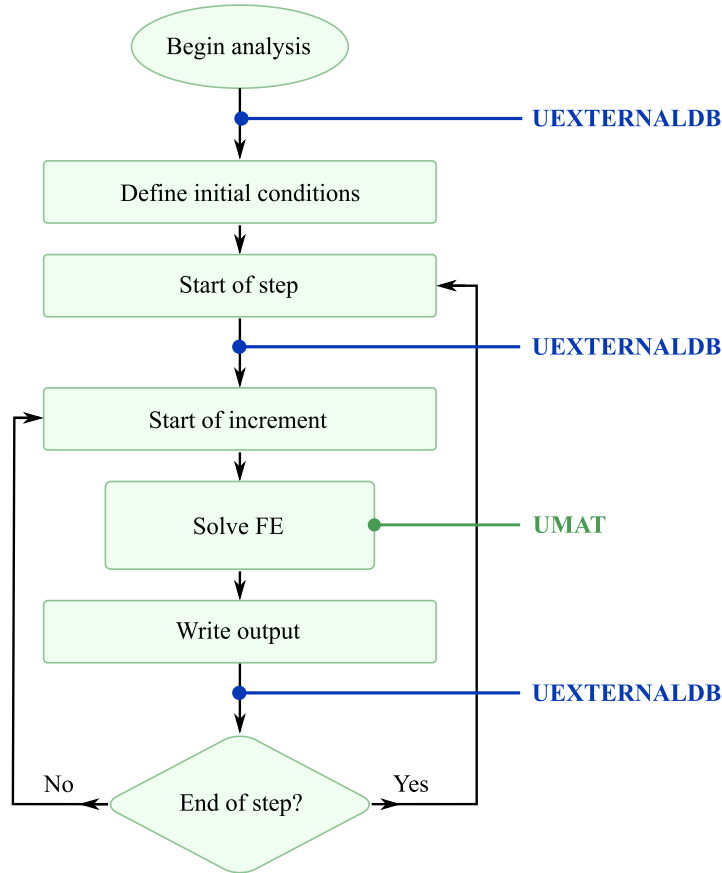 Begin analysis
UEXTERNALDB
Define initial conditions
Start of step
UEXTERNALDB
Start of increment
Solve FE
UMAT
Write output
UEXTERNALDB
No
Yes
End of step?